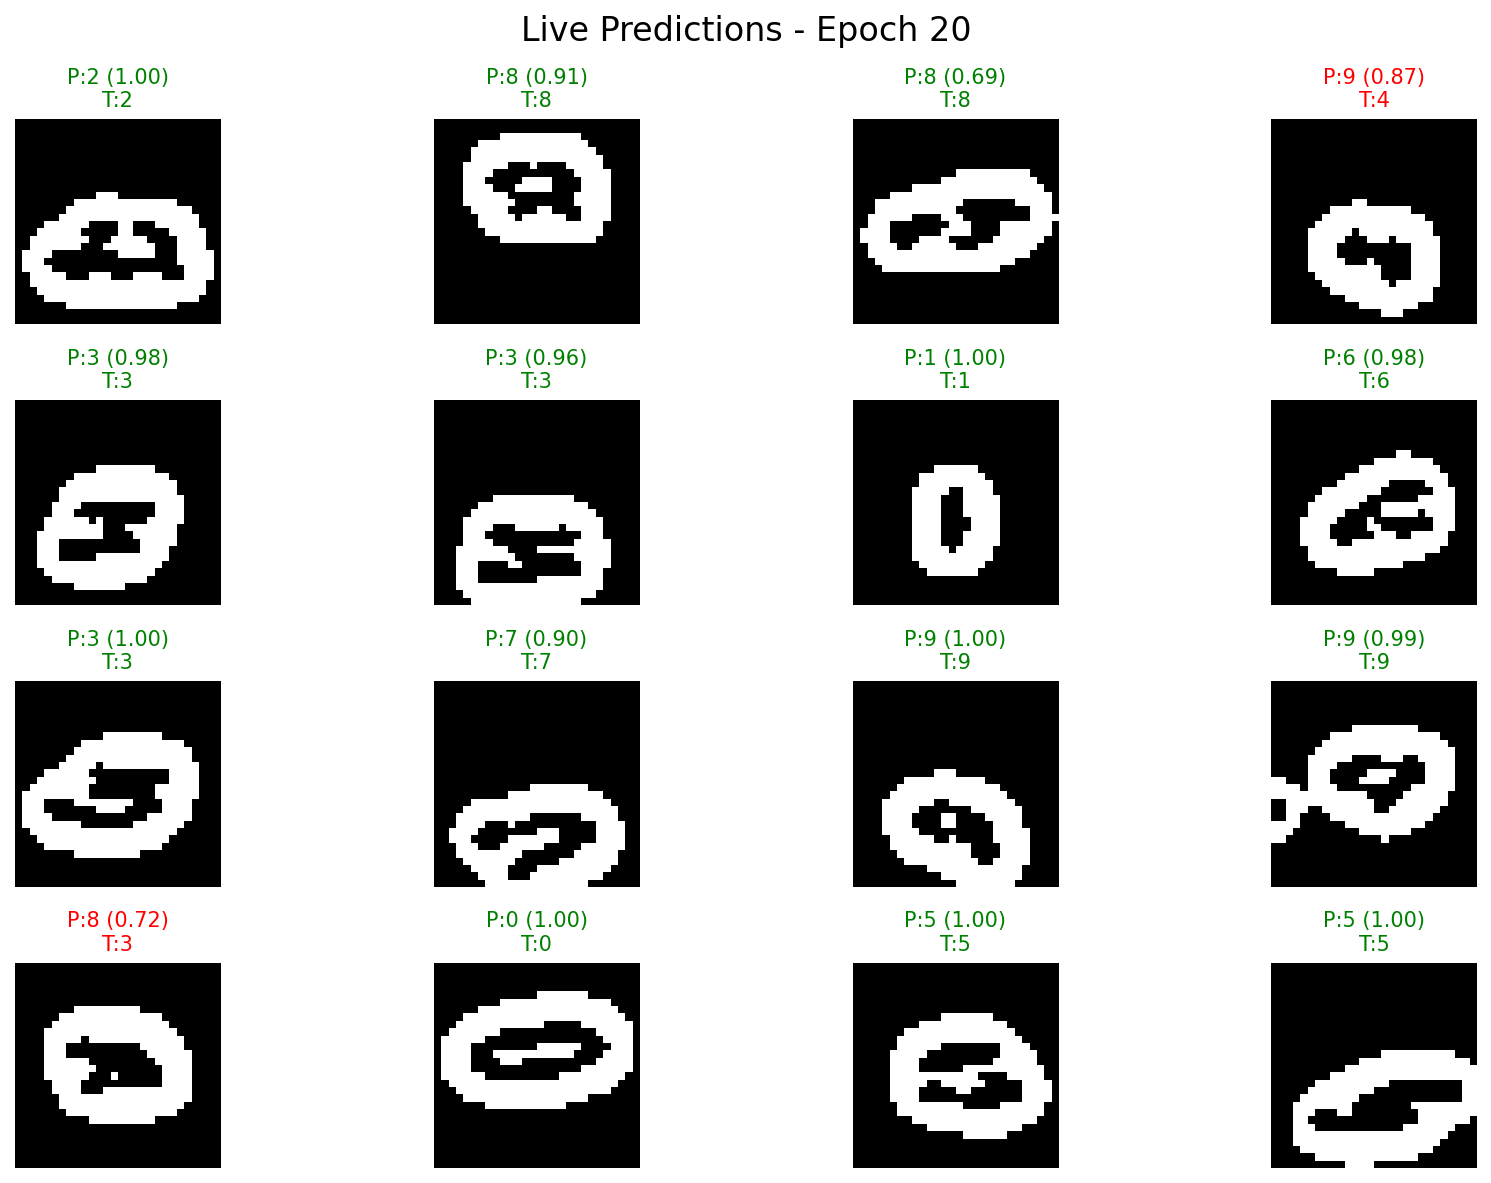 Live Predictions - Epoch 20
P:2 (1.00)
T:2
P:8 (0.91)
T:8
P:8 (0.69)
T:8
P:9 (0.87)
T:4
P:3 (0.98)
T:3
P:3 (0.96)
T:3
P:1 (1.00)
T:1
P:6 (0.98)
T:6
P:3 (1.00)
T:3
P:7 (0.90)
T:7
P:9 (1.00)
T:9
P:9 (0.99)
T:9
P:8 (0.72)
T:3
P:0 (1.00)
T:0
P:5 (1.00)
T:5
P:5 (1.00)
T:5